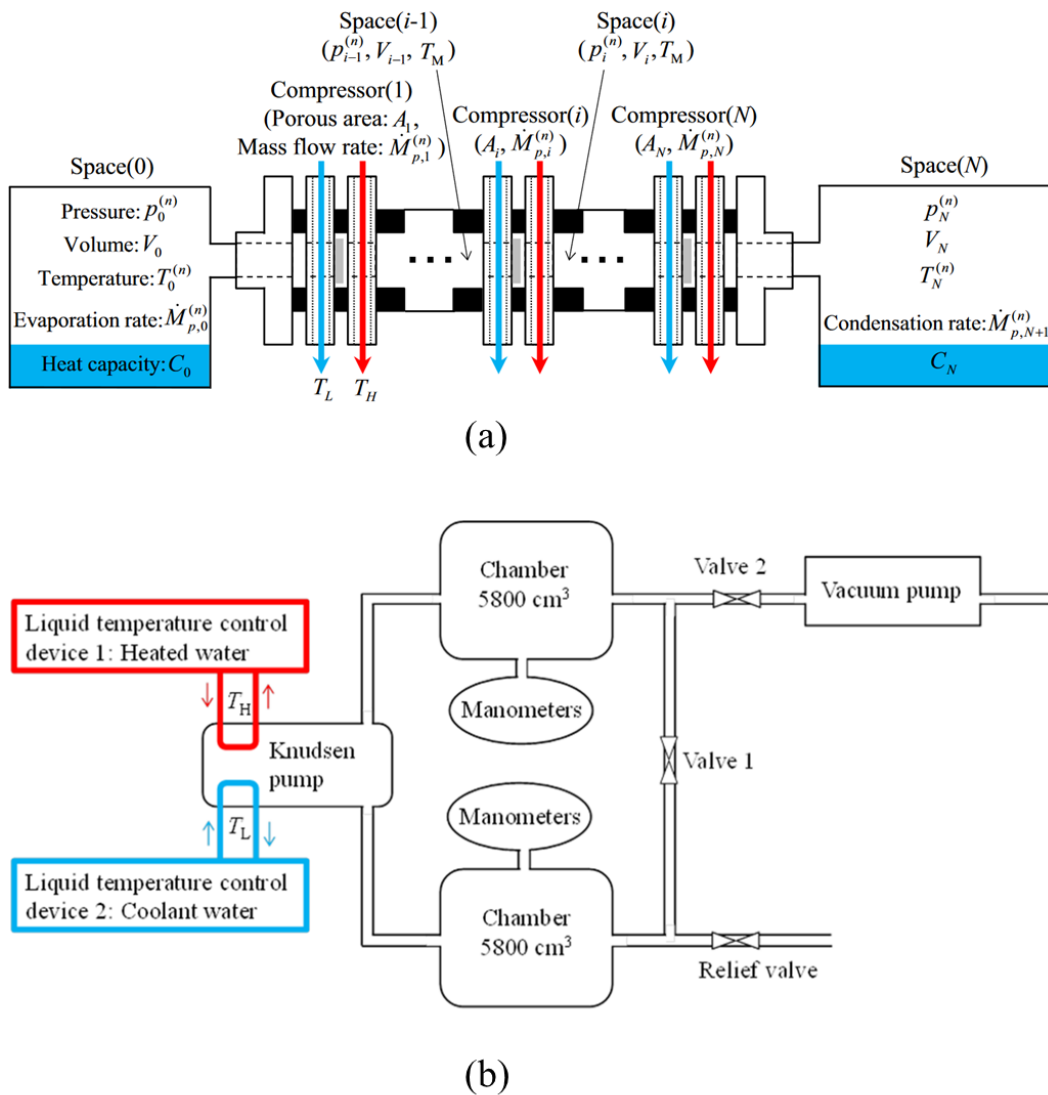 Space(i-1)
(p_{i-1}^{(n)}, V_{i-1}, T_M)
Space(i)
(p_i^{(n)}, V_i, T_M)
Compressor(1)
(Porous area: A_1,
Mass flow rate: Ṁ_{p,1}^{(n)})
Compressor(i)
(A_i, Ṁ_{p,i}^{(n)})
Compressor(N)
(A_N, Ṁ_{p,N}^{(n)})
Space(0)
Pressure: p_0^{(n)}
Volume: V_0
Temperature: T_0^{(n)}
Evaporation rate: Ṁ_{p,0}^{(n)}
Heat capacity: C_0
T_L
T_H
Space(N)
p_N^{(n)}
V_N
T_N^{(n)}
Condensation rate: Ṁ_{p,N+1}^{(n)}
C_N
(a)
Liquid temperature control
device 1: Heated water
T_H
Knudsen
pump
T_L
Liquid temperature control
device 2: Coolant water
Chamber
5800 cm³
Manometers
Manometers
Chamber
5800 cm³
Valve 2
Vacuum pump
Valve 1
Relief valve
(b)